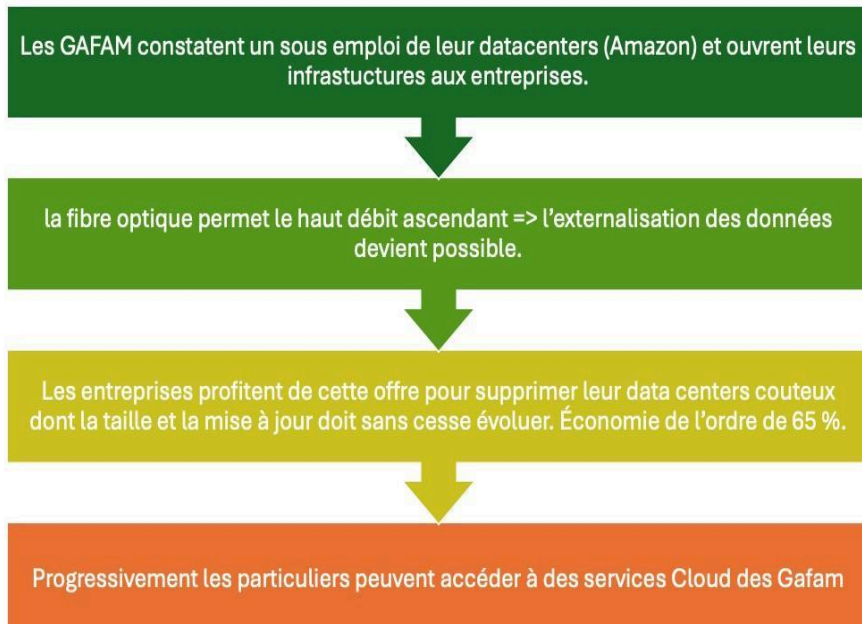 Les GAFAM constatent un sous emploi de leur datacenters (Amazon) et ouvrent leurs
infrastuctures aux entreprises.
la fibre optique permet le haut débit ascendant => l'externalisation des données
devient possible.
Les entreprises profitent de cette offre pour supprimer leur data centers couteux
dont la taille et la mise à jour doit sans cesse évoluer. Économie de l'ordre de 65 %.
Progressivement les particuliers peuvent accéder à des services Cloud des Gafam